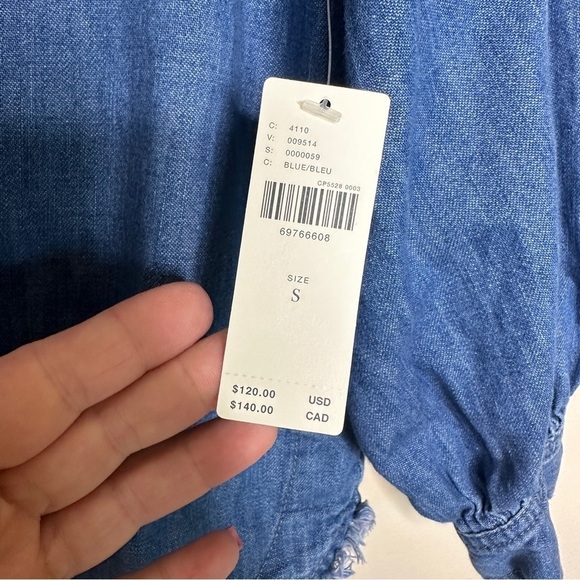 C: 4110
V: 009514
S: 0000059
C: BLUE/BLEU
CP5528 0003
69766608
SIZE
S
$120.00 USD
$140.00 CAD